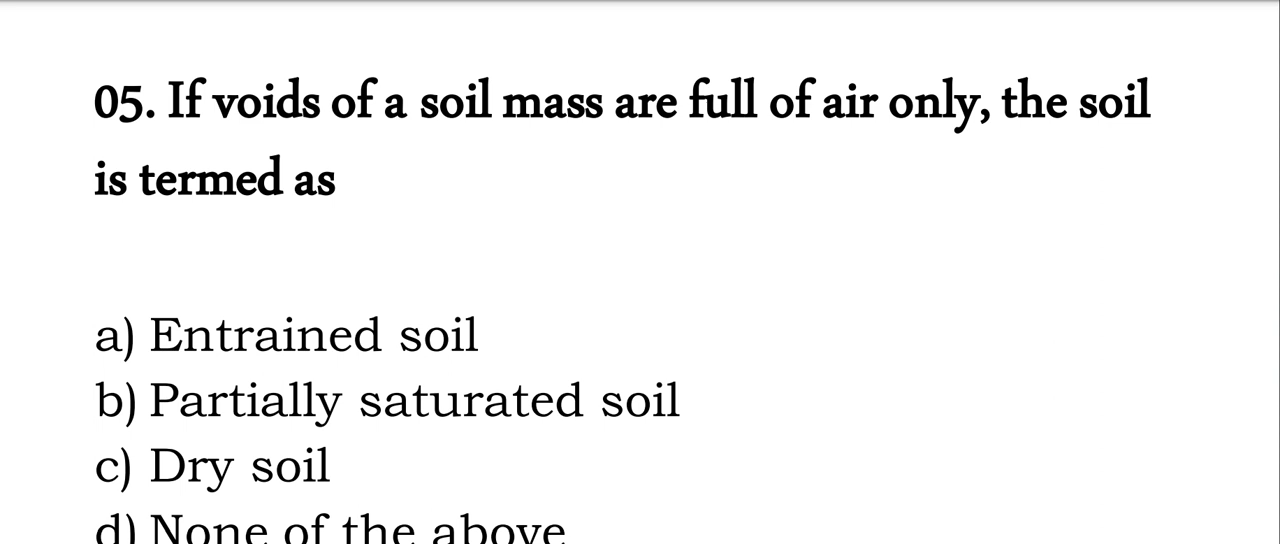 05. If voids of a soil mass are full of air only, the soil
is termed as
a) Entrained soil
b) Partially saturated soil
c) Dry soil
d) None of the above